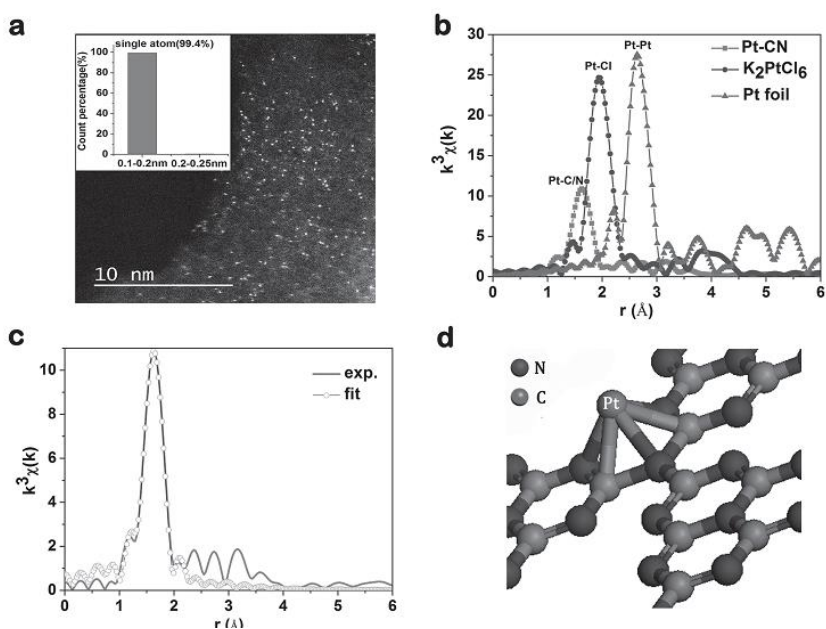 a
single atom(99.4%)
Count percentage(%)
100
80
60
40
20
0
0.1-0.2nm 0.2-0.25nm
10 nm
b
k³χ(k)
30
25
20
15
10
5
0
Pt-C/N
Pt-Cl
Pt-Pt
Pt-CN
K₂PtCl₆
Pt foil
0 1 2 3 4 5 6
r (Å)
c
k³χ(k)
10
8
6
4
2
0
exp.
fit
0 1 2 3 4 5 6
r (Å)
d
N
C
Pt